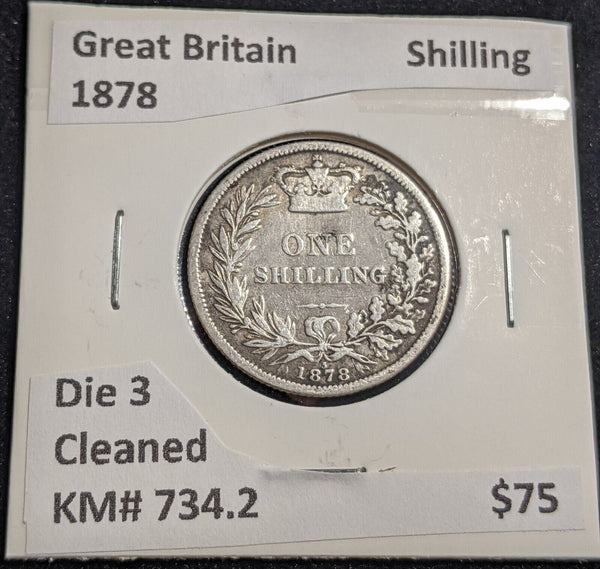 Great Britain Shilling
1878
ONE
SHILLING
1878
Die 3
Cleaned
KM# 734.2 $75